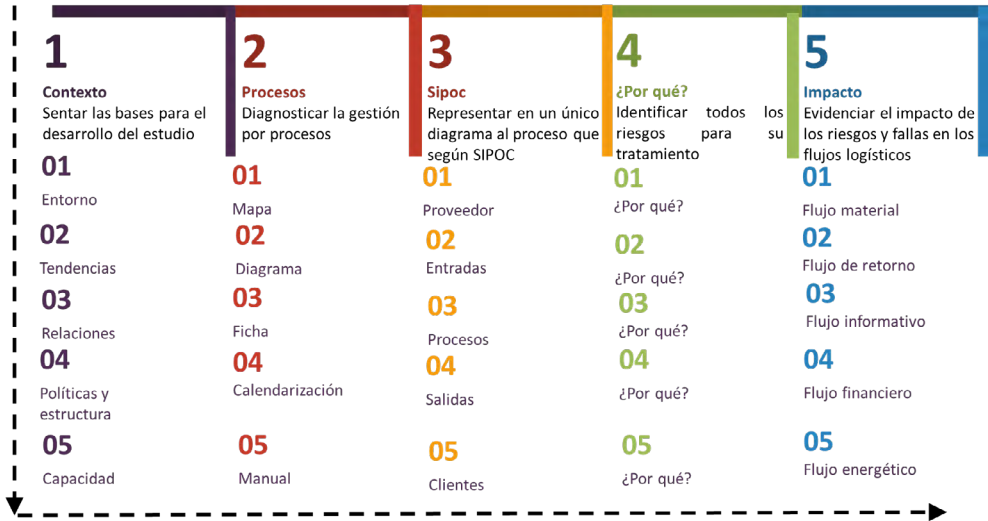 1
Contexto
Sentar las bases para el
desarrollo del estudio
01
Entorno
02
Tendencias
03
Relaciones
04
Políticas y
estructura
05
Capacidad
2
Procesos
Diagnosticar la gestión
por procesos
01
Mapa
02
Diagrama
03
Ficha
04
Calendarización
05
Manual
3
Sipoc
Representar en un único
diagrama al proceso que
según SIPOC
01
Proveedor
02
Entradas
03
Procesos
04
Salidas
05
Clientes
4
¿Por qué?
Identificar todos los
riesgos para su
tratamiento
01
¿Por qué?
02
¿Por qué?
03
¿Por qué?
04
¿Por qué?
05
¿Por qué?
5
Impacto
Evidenciar el impacto de
los riesgos y fallas en los
flujos logísticos
01
Flujo material
02
Flujo de retorno
03
Flujo informativo
04
Flujo financiero
05
Flujo energético